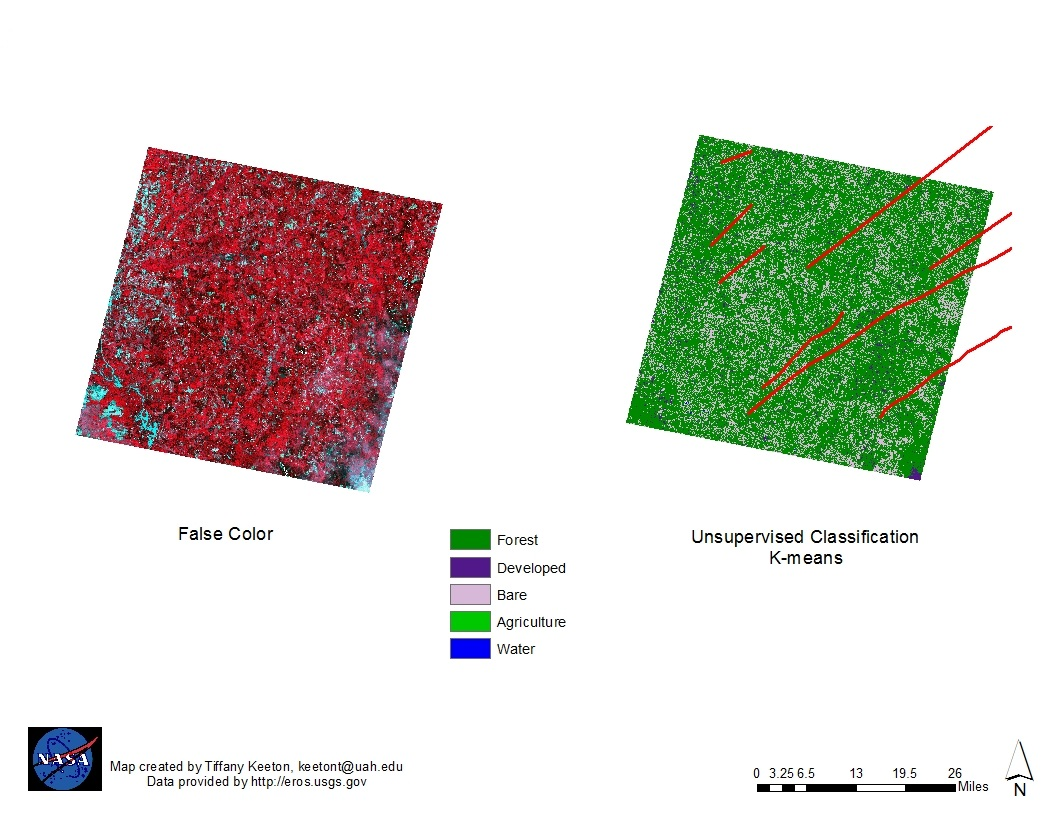 False Color
Unsupervised Classification
K-means
Forest
Developed
Bare
Agriculture
Water
NASA
Map created by Tiffany Keeton, keetont@uah.edu
Data provided by http://eros.usgs.gov
0 3.25 6.5 13 19.5 26
Miles
N